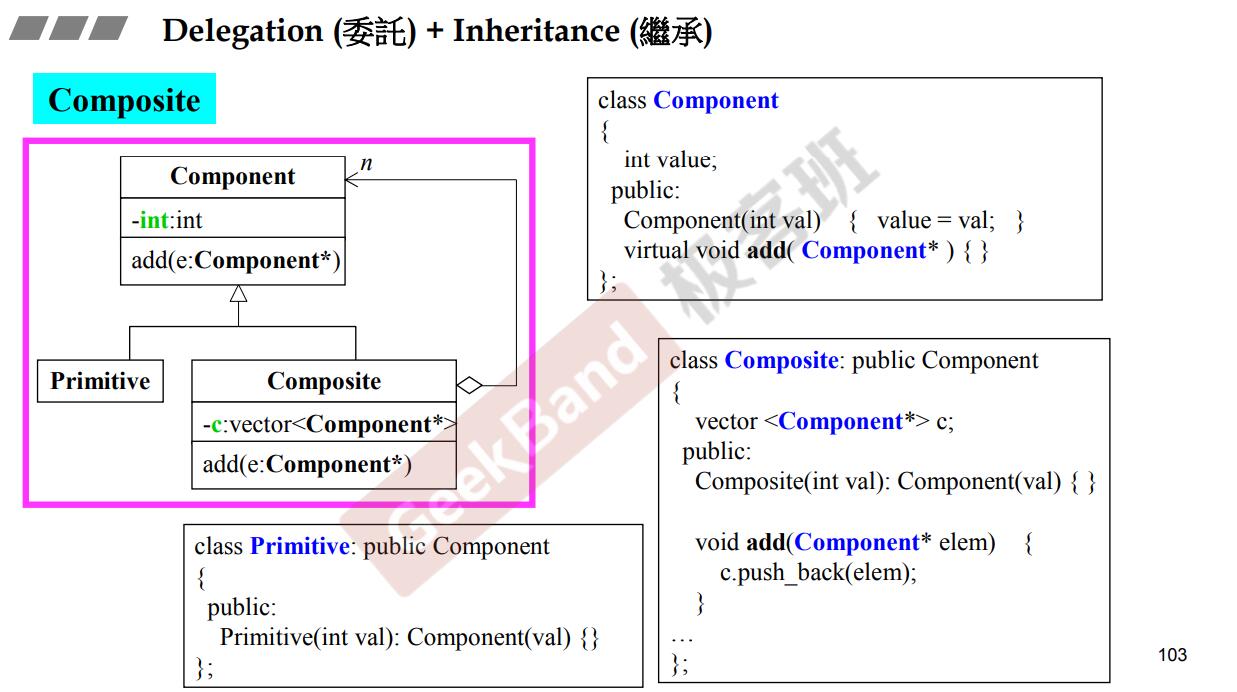 Delegation (委託) + Inheritance (繼承)
Composite
Component
n
-int:int
add(e:Component*)
Primitive
Composite
-c:vector<Component*>
add(e:Component*)
class Component
{
int value;
public:
Component(int val) { value = val; }
virtual void add( Component* ) { }
};
class Composite: public Component
{
vector <Component*> c;
public:
Composite(int val): Component(val) { }
void add(Component* elem) {
c.push_back(elem);
}
…
};
class Primitive: public Component
{
public:
Primitive(int val): Component(val) {}
};
GeekBand 极客班
103